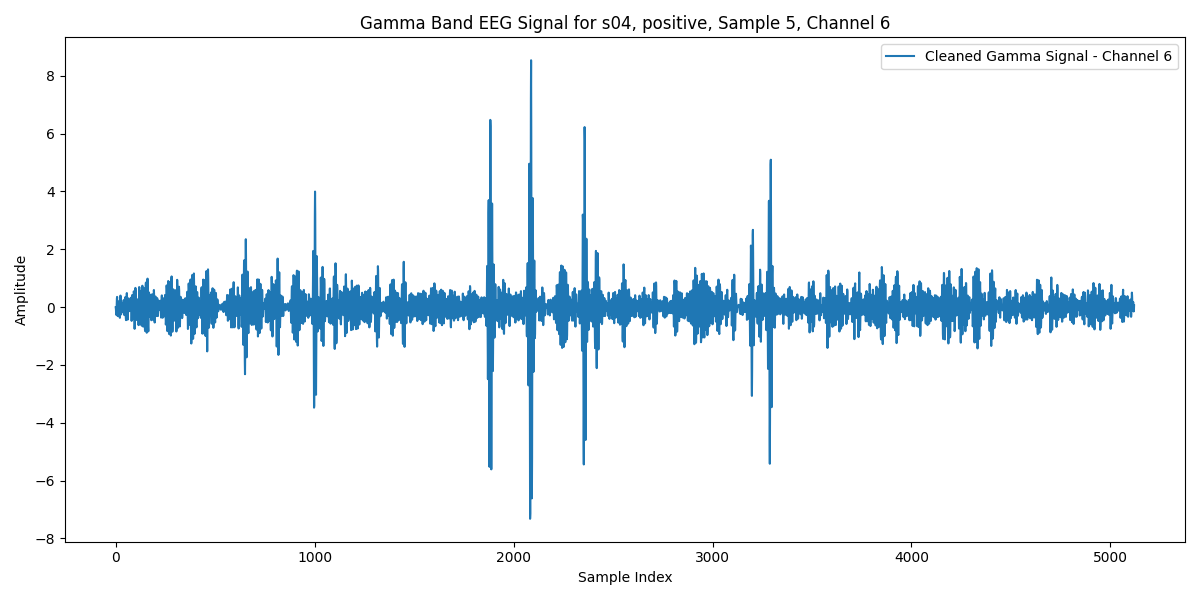 Gamma Band EEG Signal for s04, positive, Sample 5, Channel 6
Cleaned Gamma Signal - Channel 6
Amplitude
8
6
4
2
0
−2
−4
−6
−8
0 1000 2000 3000 4000 5000
Sample Index